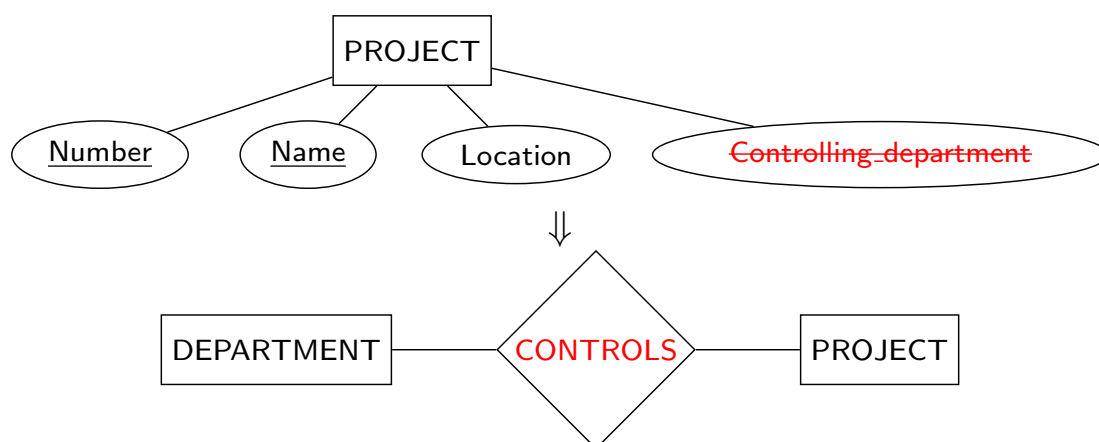 PROJECT
Number Name Location Controlling_department
⇓
DEPARTMENT CONTROLS PROJECT